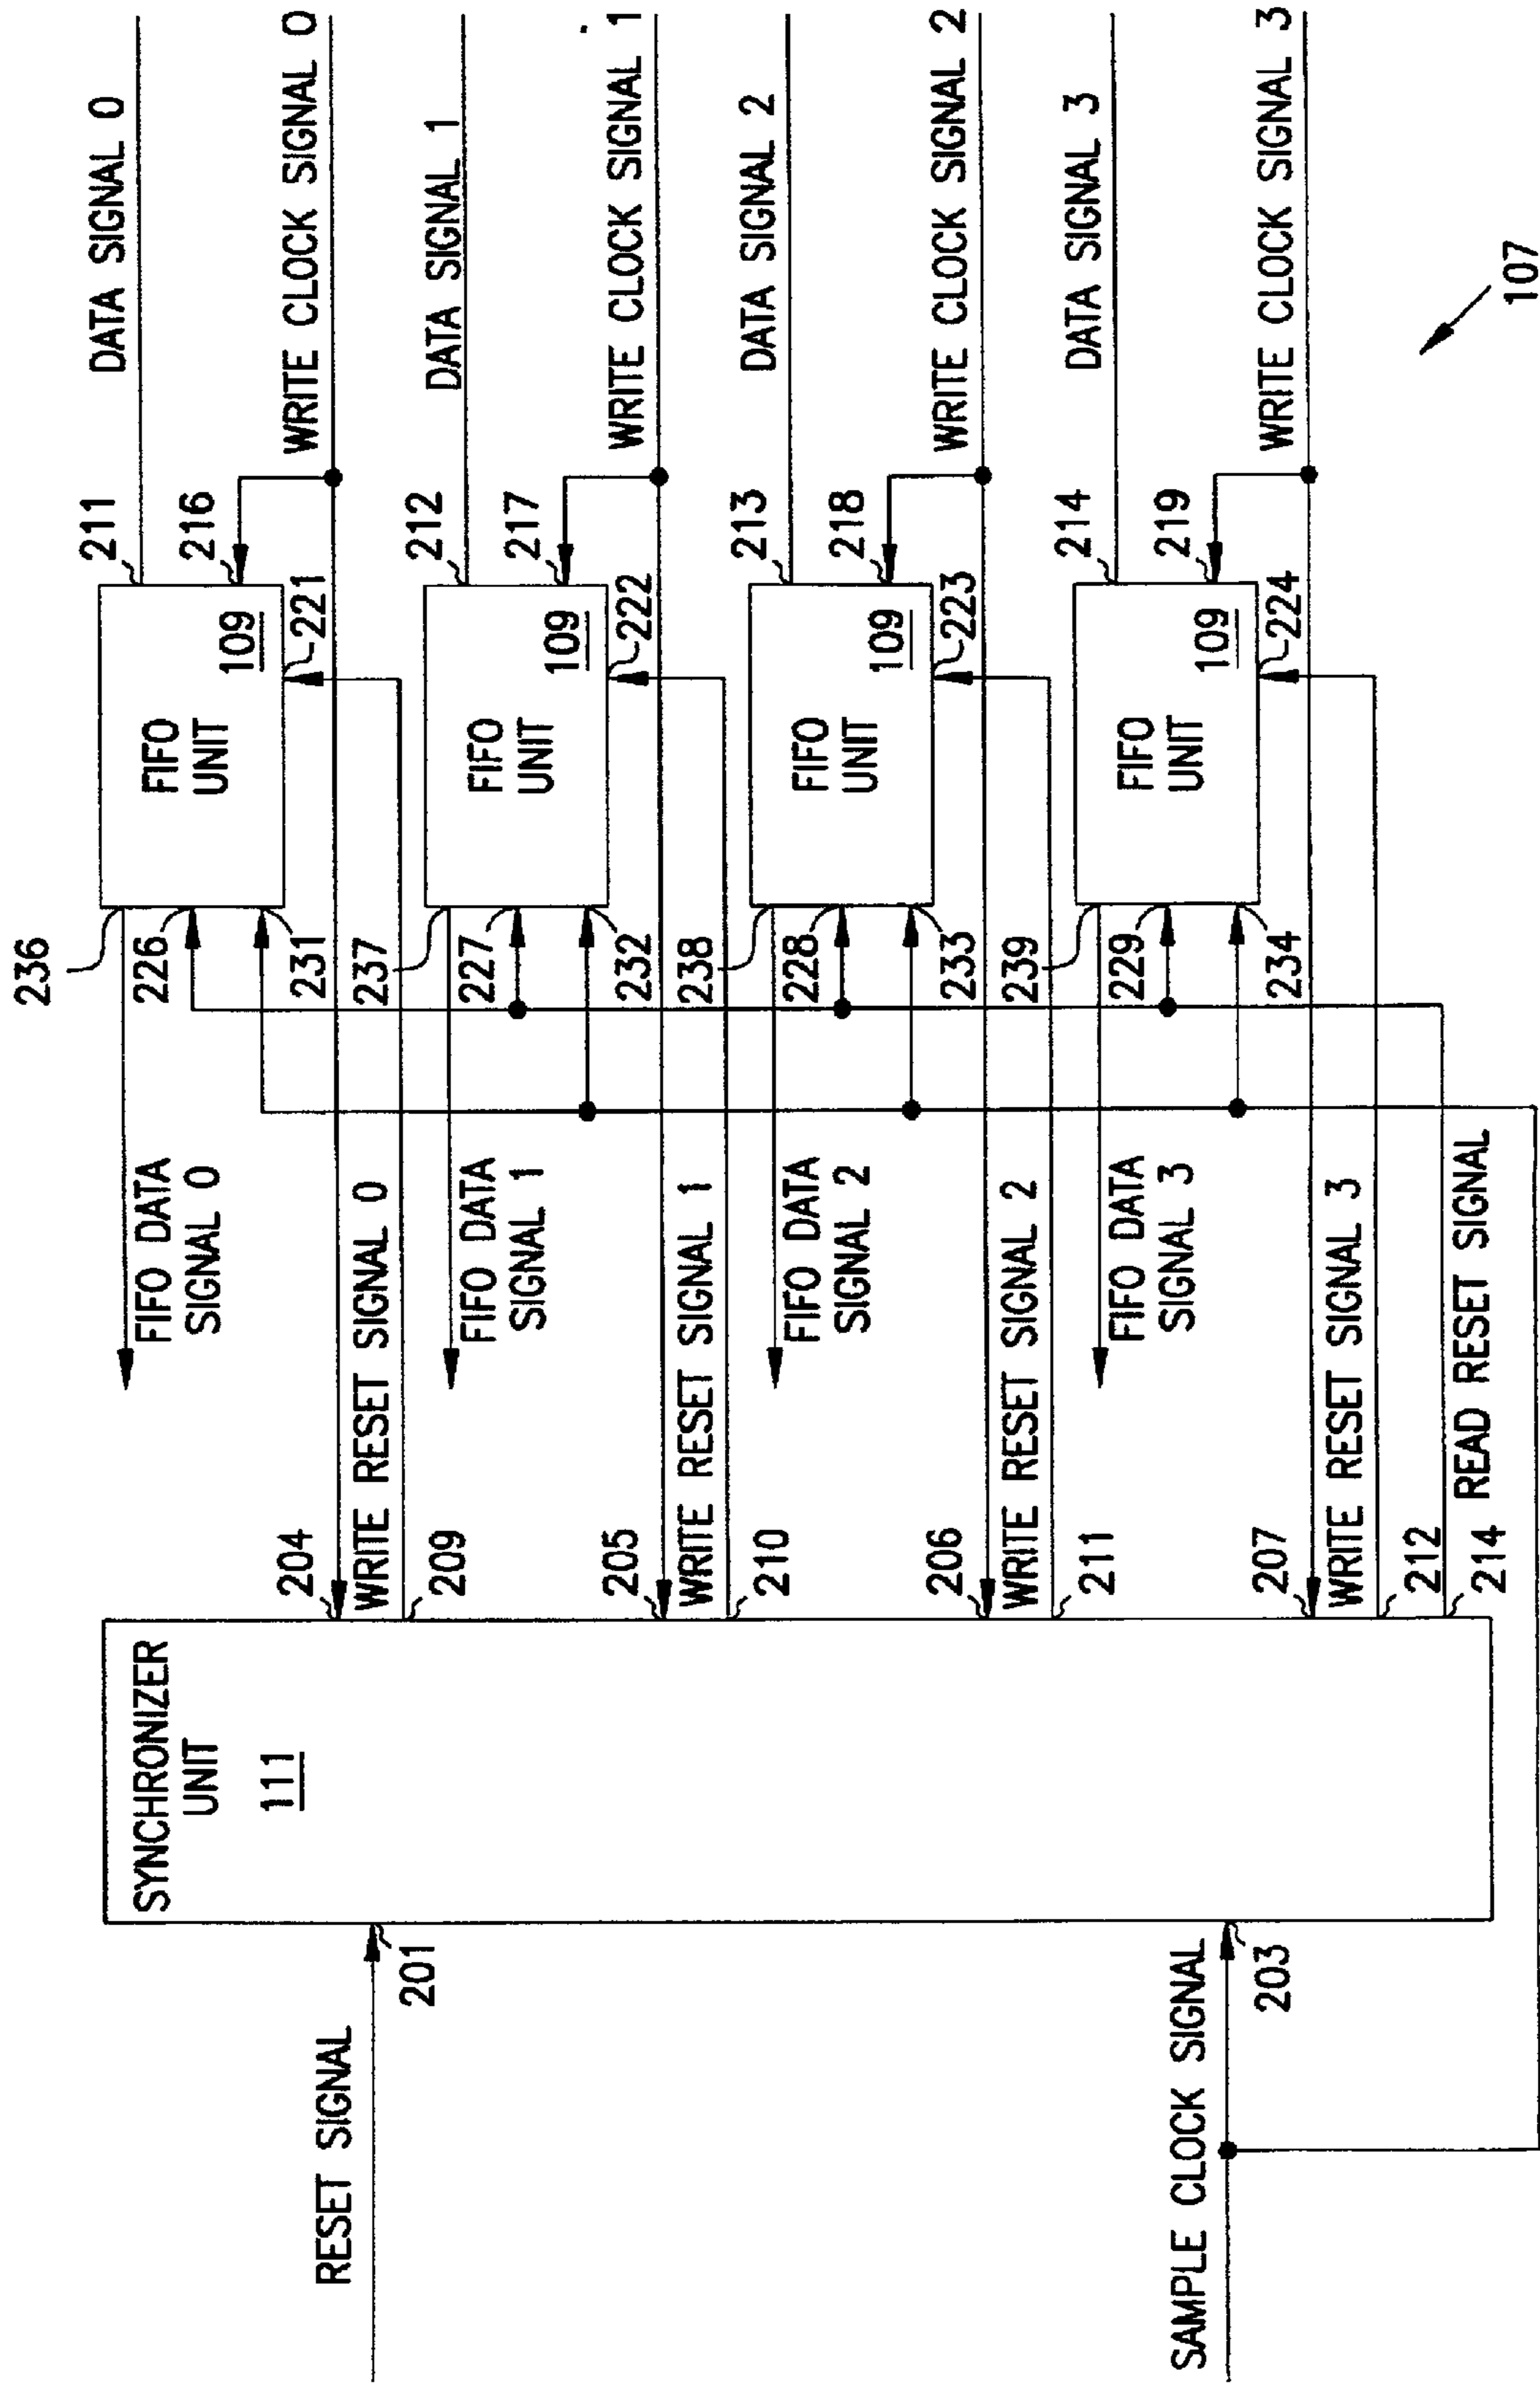 SYNCHRONIZER
UNIT
111
RESET SIGNAL
201
SAMPLE CLOCK SIGNAL
203
204
WRITE RESET SIGNAL 0
209
205
WRITE RESET SIGNAL 1
210
206
WRITE RESET SIGNAL 2
211
207
WRITE RESET SIGNAL 3
212
214
READ RESET SIGNAL
FIFO DATA
SIGNAL 0
FIFO DATA
SIGNAL 1
FIFO DATA
SIGNAL 2
FIFO DATA
SIGNAL 3
236
226
231
237
227
232
238
228
233
239
229
234
FIFO
UNIT
109
FIFO
UNIT
109
FIFO
UNIT
109
FIFO
UNIT
109
211
216
221
212
217
222
213
218
223
214
219
224
DATA SIGNAL 0
WRITE CLOCK SIGNAL 0
DATA SIGNAL 1
WRITE CLOCK SIGNAL 1
DATA SIGNAL 2
WRITE CLOCK SIGNAL 2
DATA SIGNAL 3
WRITE CLOCK SIGNAL 3
107